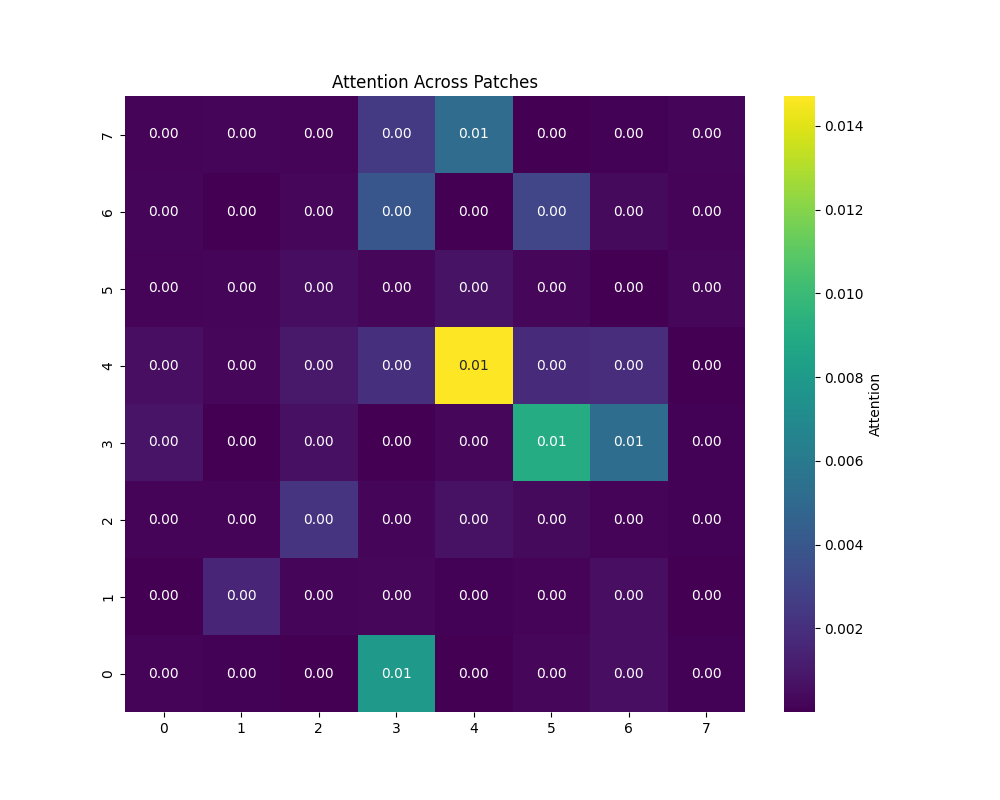 Attention Across Patches
7 0.00 0.00 0.00 0.00 0.01 0.00 0.00 0.00
6 0.00 0.00 0.00 0.00 0.00 0.00 0.00 0.00
5 0.00 0.00 0.00 0.00 0.00 0.00 0.00 0.00
4 0.00 0.00 0.00 0.00 0.01 0.00 0.00 0.00
3 0.00 0.00 0.00 0.00 0.00 0.01 0.01 0.00
2 0.00 0.00 0.00 0.00 0.00 0.00 0.00 0.00
1 0.00 0.00 0.00 0.00 0.00 0.00 0.00 0.00
0 0.00 0.00 0.00 0.01 0.00 0.00 0.00 0.00
0 1 2 3 4 5 6 7
0.014
0.012
0.010
0.008
0.006
0.004
0.002
Attention